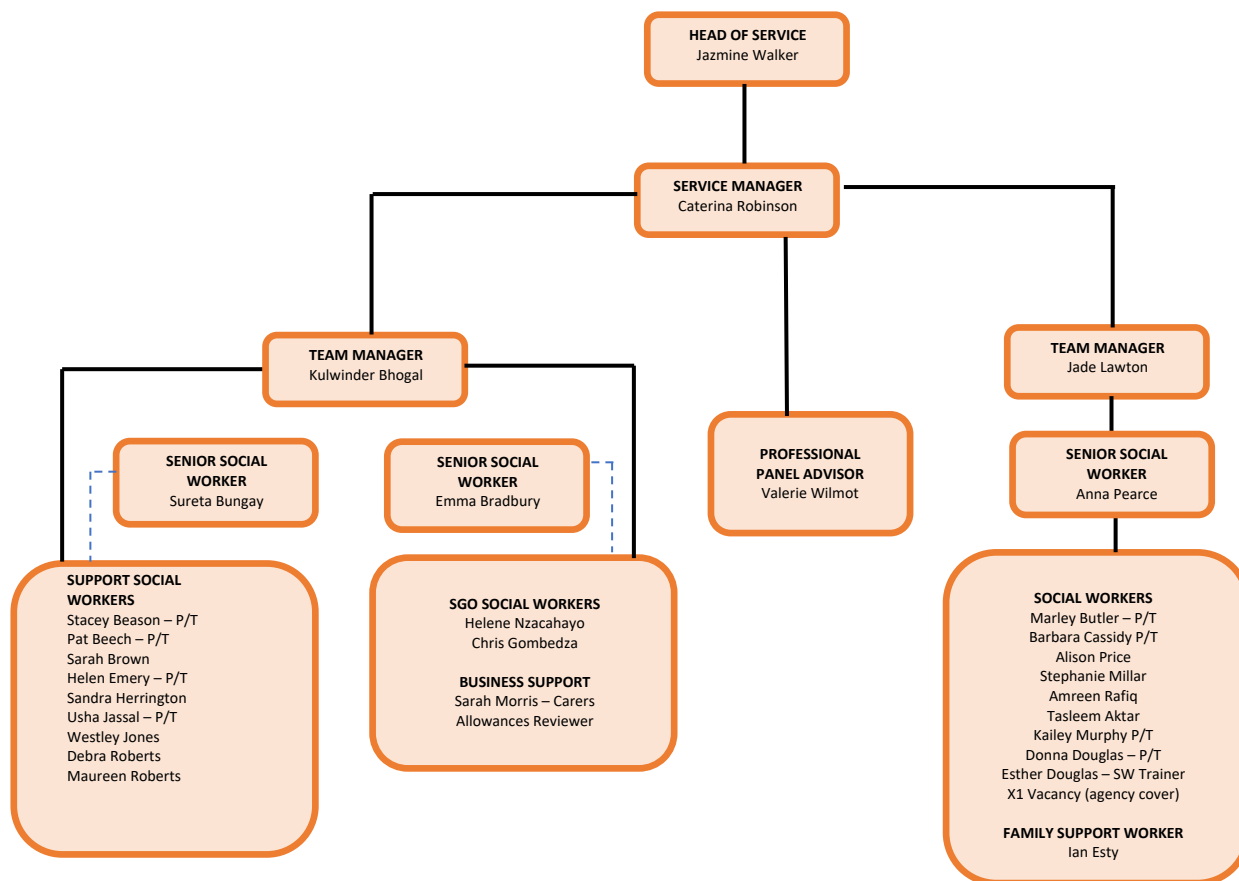 HEAD OF SERVICE
Jazmine Walker
SERVICE MANAGER
Caterina Robinson
TEAM MANAGER
Kulwinder Bhogal
TEAM MANAGER
Jade Lawton
SENIOR SOCIAL
WORKER
Sureta Bungay
SENIOR SOCIAL
WORKER
Emma Bradbury
PROFESSIONAL
PANEL ADVISOR
Valerie Wilmot
SENIOR SOCIAL
WORKER
Anna Pearce
SUPPORT SOCIAL
WORKERS
Stacey Beason – P/T
Pat Beech – P/T
Sarah Brown
Helen Emery – P/T
Sandra Herrington
Usha Jassal – P/T
Westley Jones
Debra Roberts
Maureen Roberts
SGO SOCIAL WORKERS
Helene Nzacahayo
Chris Gombedza
BUSINESS SUPPORT
Sarah Morris – Carers
Allowances Reviewer
SOCIAL WORKERS
Marley Butler – P/T
Barbara Cassidy P/T
Alison Price
Stephanie Millar
Amreen Rafiq
Tasleem Aktar
Kailey Murphy P/T
Donna Douglas – P/T
Esther Douglas – SW Trainer
X1 Vacancy (agency cover)
FAMILY SUPPORT WORKER
Ian Esty